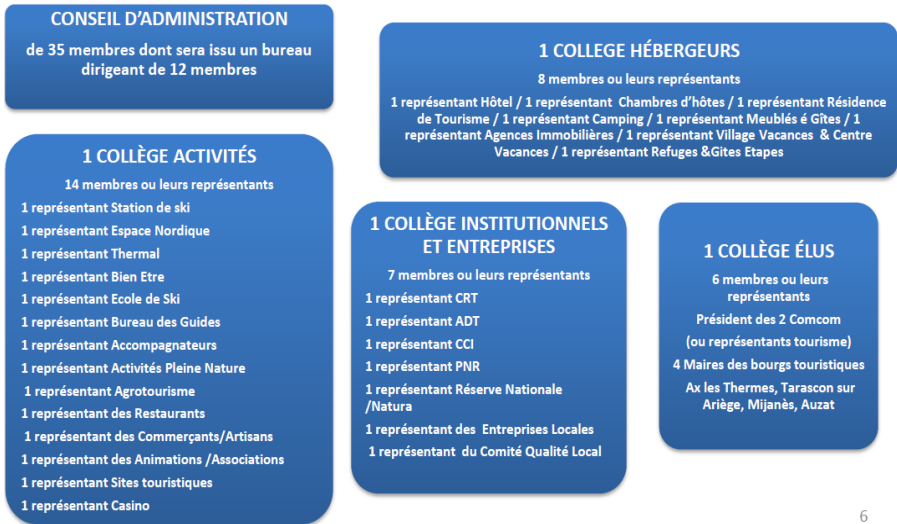 CONSEIL D'ADMINISTRATION
de 35 membres dont sera issu un bureau
dirigeant de 12 membres
1 COLLEGE HÉBERGEURS
8 membres ou leurs représentants
1 représentant Hôtel / 1 représentant Chambres d'hôtes / 1 représentant Résidence
de Tourisme / 1 représentant Camping / 1 représentant Meublés é Gîtes / 1
représentant Agences Immobilières / 1 représentant Village Vacances & Centre
Vacances / 1 représentant Refuges &Gites Etapes
1 COLLÈGE ACTIVITÉS
14 membres ou leurs représentants
1 représentant Station de ski
1 représentant Espace Nordique
1 représentant Thermal
1 représentant Bien Etre
1 représentant Ecole de Ski
1 représentant Bureau des Guides
1 représentant Accompagnateurs
1 représentant Activités Pleine Nature
1 représentant Agrotourisme
1 représentant des Restaurants
1 représentant des Commerçants/Artisans
1 représentant des Animations /Associations
1 représentant Sites touristiques
1 représentant Casino
1 COLLÈGE INSTITUTIONNELS
ET ENTREPRISES
7 membres ou leurs représentants
1 représentant CRT
1 représentant ADT
1 représentant CCI
1 représentant PNR
1 représentant Réserve Nationale
/Natura
1 représentant des Entreprises Locales
1 représentant du Comité Qualité Local
1 COLLÈGE ÉLUS
6 membres ou leurs
représentants
Président des 2 Comcom
(ou représentants tourisme)
4 Maires des bourgs touristiques
Ax les Thermes, Tarascon sur
Ariège, Mijanès, Auzat
6